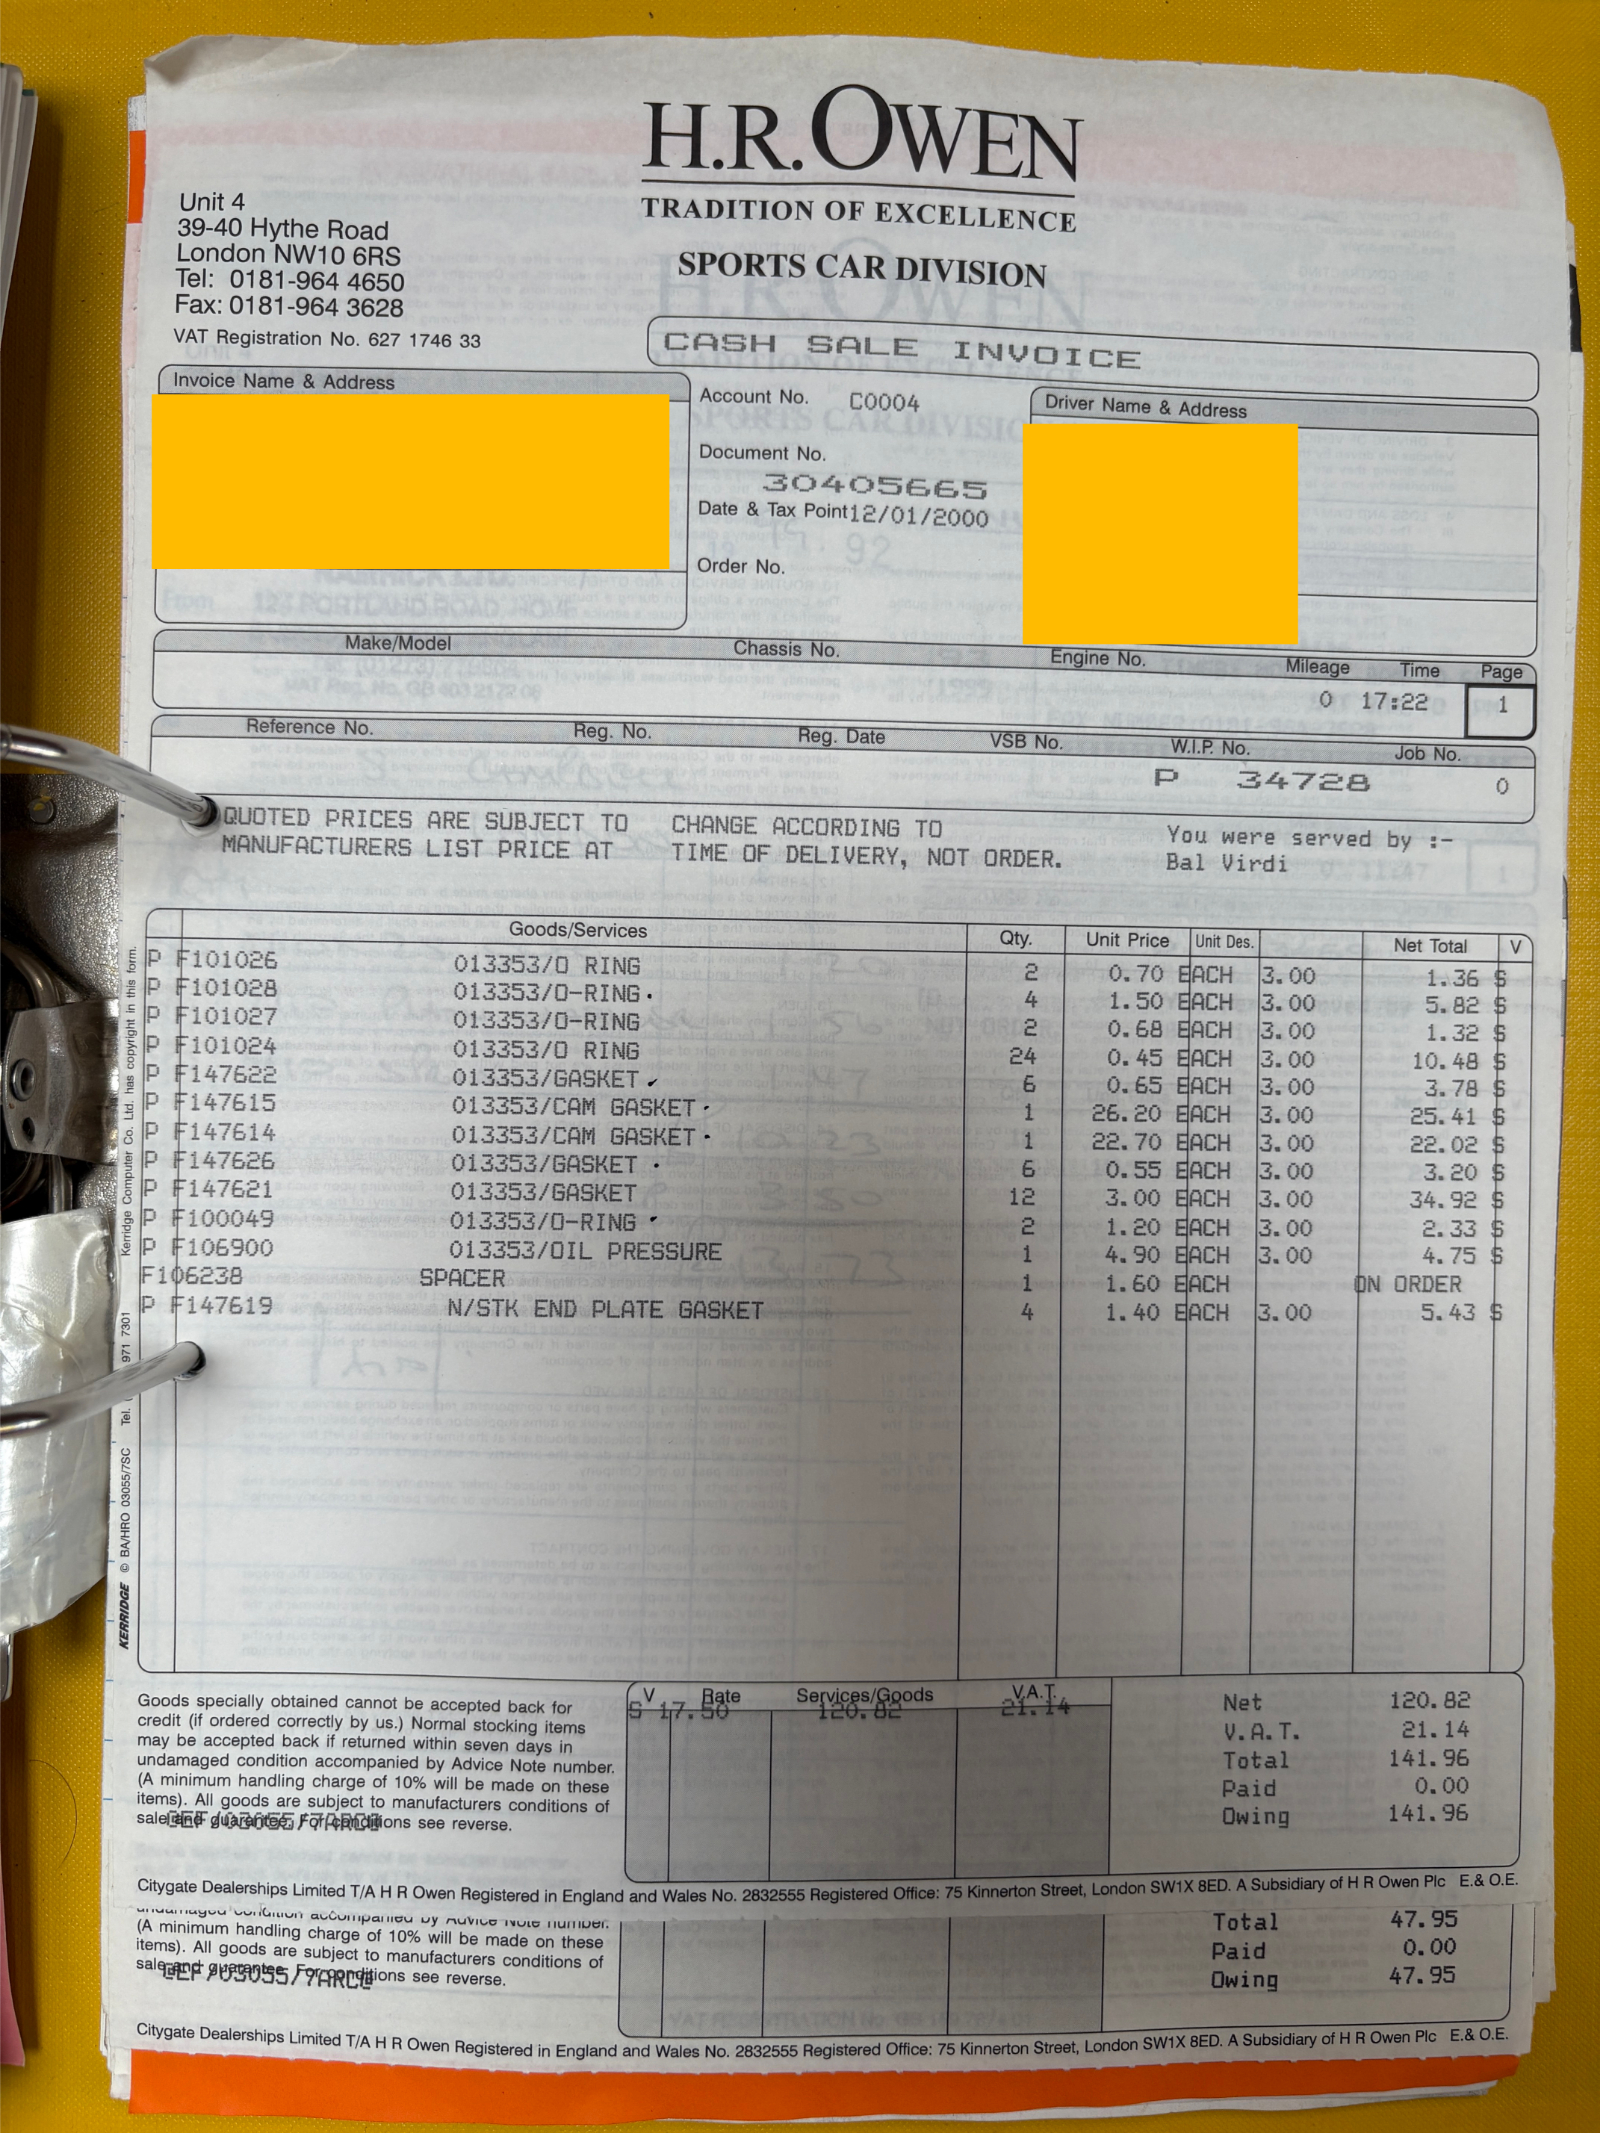 H.R. OWEN
TRADITION OF EXCELLENCE
SPORTS CAR DIVISION
Unit 4
39-40 Hythe Road
London NW10 6RS
Tel: 0181-964 4650
Fax: 0181-964 3628
VAT Registration No. 627 1746 33
CASH SALE INVOICE
Invoice Name & Address
Account No. C0004
Driver Name & Address
Document No.
30405665
Date & Tax Point 12/01/2000
Order No.
Make/Model Chassis No. Engine No. Mileage Time Page
0 17:22 1
Reference No. Reg. No. Reg. Date VSB No. W.I.P. No. Job No.
P 34728 0
QUOTED PRICES ARE SUBJECT TO CHANGE ACCORDING TO
MANUFACTURERS LIST PRICE AT TIME OF DELIVERY, NOT ORDER.
You were served by :-
Bal Virdi
Goods/Services Qty. Unit Price Unit Des. Net Total V
P F101026 013353/O RING 2 0.70 EACH 3.00 1.36 S
P F101028 013353/O-RING 4 1.50 EACH 3.00 5.82 S
P F101027 013353/O-RING 2 0.68 EACH 3.00 1.32 S
P F101024 013353/O RING 24 0.45 EACH 3.00 10.48 S
P F147622 013353/GASKET 6 0.65 EACH 3.00 3.78 S
P F147615 013353/CAM GASKET 1 26.20 EACH 3.00 25.41 S
P F147614 013353/CAM GASKET 1 22.70 EACH 3.00 22.02 S
P F147626 013353/GASKET 6 0.55 EACH 3.00 3.20 S
P F147621 013353/GASKET 12 3.00 EACH 3.00 34.92 S
P F100049 013353/O-RING 2 1.20 EACH 3.00 2.33 S
P F106900 013353/OIL PRESSURE 1 4.90 EACH 3.00 4.75 S
F106238 SPACER 1 1.60 EACH ON ORDER
P F147619 N/STK END PLATE GASKET 4 1.40 EACH 3.00 5.43 S
KERRIDGE © BA/HRO 03055/7SC Tel. 971 7301 Kerridge Computer Co. Ltd. has copyright in this form.
Goods specially obtained cannot be accepted back for
credit (if ordered correctly by us.) Normal stocking items
may be accepted back if returned within seven days in
undamaged condition accompanied by Advice Note number.
(A minimum handling charge of 10% will be made on these
items). All goods are subject to manufacturers conditions of
sale and guarantee. For conditions see reverse.
V Rate Services/Goods V.A.T.
S 17.50 120.82 21.14
Net 120.82
V.A.T. 21.14
Total 141.96
Paid 0.00
Owing 141.96
Citygate Dealerships Limited T/A H R Owen Registered in England and Wales No. 2832555 Registered Office: 75 Kinnerton Street, London SW1X 8ED. A Subsidiary of H R Owen Plc E.& O.E.
undamaged condition accompanied by Advice Note number.
(A minimum handling charge of 10% will be made on these
items). All goods are subject to manufacturers conditions of
sale and guarantee. For conditions see reverse.
Total 47.95
Paid 0.00
Owing 47.95
Citygate Dealerships Limited T/A H R Owen Registered in England and Wales No. 2832555 Registered Office: 75 Kinnerton Street, London SW1X 8ED. A Subsidiary of H R Owen Plc E.& O.E.